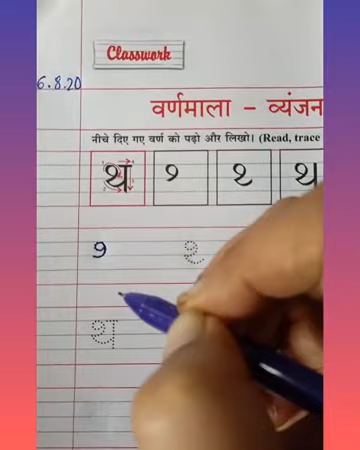 Classwork
6.8.20
वर्णमाला – व्यंजन
नीचे दिए गए वर्ण को पढ़ो और लिखो। (Read, trace
थ
थ